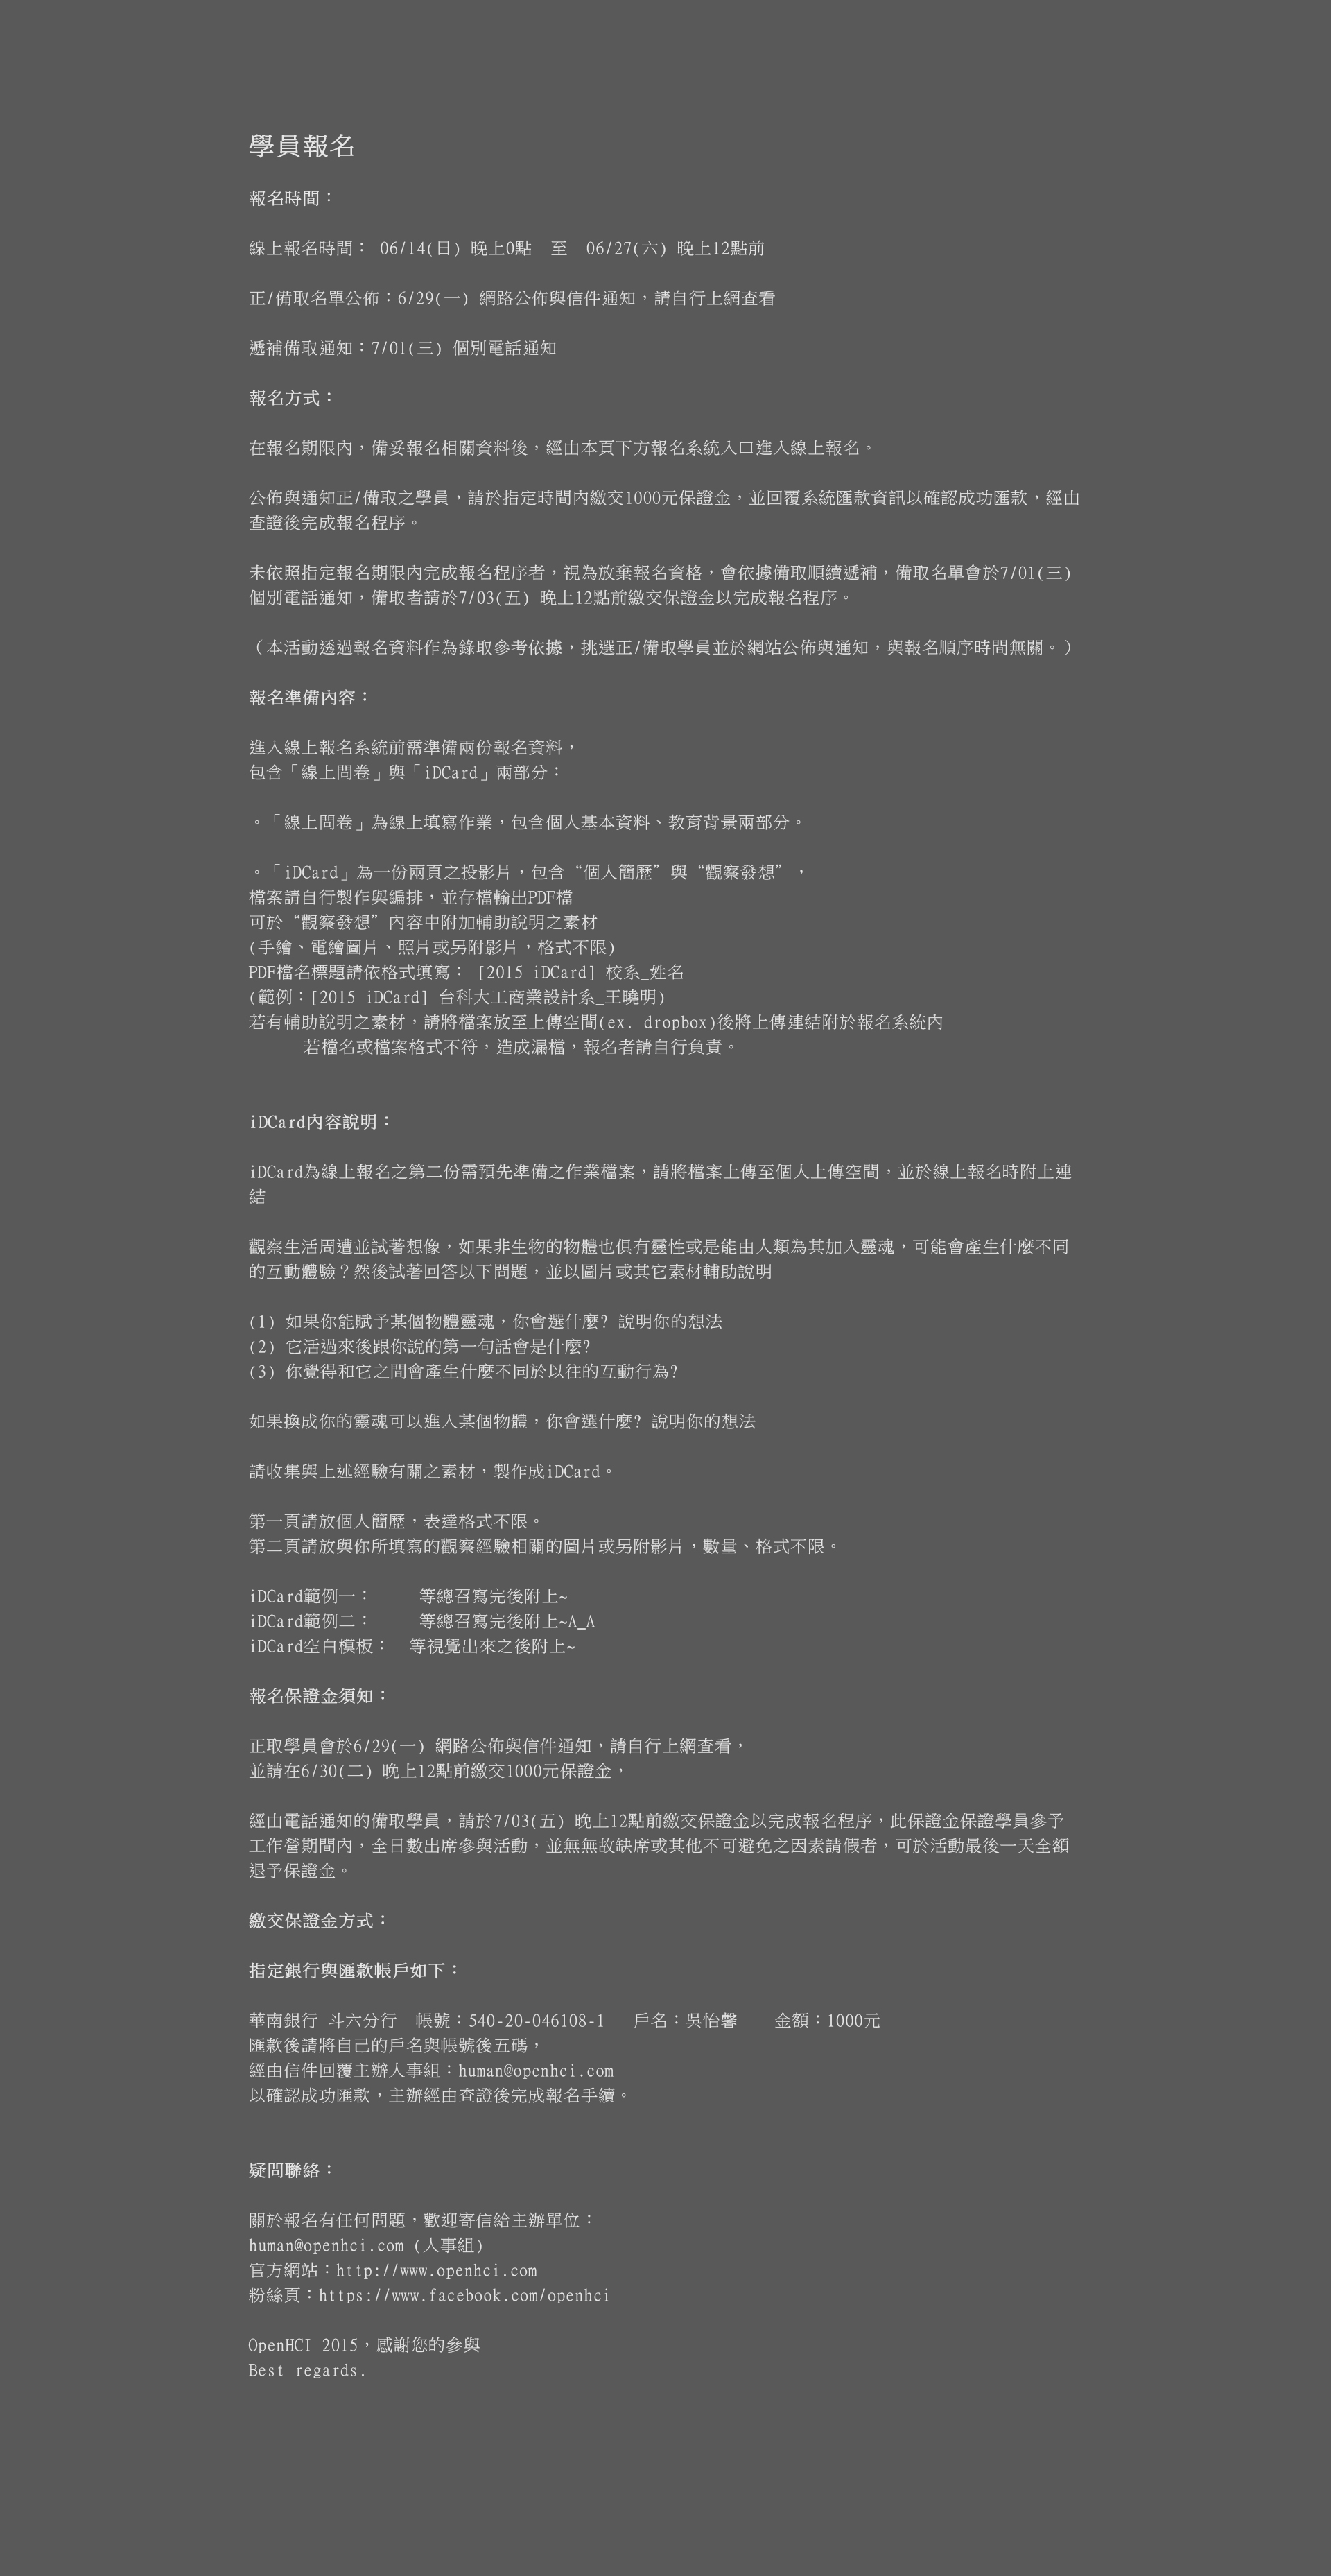 學員報名
報名時間：
線上報名時間： 06/14(日) 晚上0點  至  06/27(六) 晚上12點前
正/備取名單公佈：6/29(一) 網路公佈與信件通知，請自行上網查看
遞補備取通知：7/01(三) 個別電話通知
報名方式：
在報名期限內，備妥報名相關資料後，經由本頁下方報名系統入口進入線上報名。
公佈與通知正/備取之學員，請於指定時間內繳交1000元保證金，並回覆系統匯款資訊以確認成功匯款，經由
查證後完成報名程序。
未依照指定報名期限內完成報名程序者，視為放棄報名資格，會依據備取順續遞補，備取名單會於7/01(三)
個別電話通知，備取者請於7/03(五) 晚上12點前繳交保證金以完成報名程序。
（本活動透過報名資料作為錄取參考依據，挑選正/備取學員並於網站公佈與通知，與報名順序時間無關。）
報名準備內容：
進入線上報名系統前需準備兩份報名資料，
包含「線上問卷」與「iDCard」兩部分：
。「線上問卷」為線上填寫作業，包含個人基本資料、教育背景兩部分。
。「iDCard」為一份兩頁之投影片，包含“個人簡歷”與“觀察發想”，
檔案請自行製作與編排，並存檔輸出PDF檔
可於“觀察發想”內容中附加輔助說明之素材
(手繪、電繪圖片、照片或另附影片，格式不限)
PDF檔名標題請依格式填寫： [2015 iDCard] 校系_姓名
(範例：[2015 iDCard] 台科大工商業設計系_王曉明)
若有輔助說明之素材，請將檔案放至上傳空間(ex. dropbox)後將上傳連結附於報名系統內
若檔名或檔案格式不符，造成漏檔，報名者請自行負責。
iDCard內容說明：
iDCard為線上報名之第二份需預先準備之作業檔案，請將檔案上傳至個人上傳空間，並於線上報名時附上連
結
觀察生活周遭並試著想像，如果非生物的物體也俱有靈性或是能由人類為其加入靈魂，可能會產生什麼不同
的互動體驗？然後試著回答以下問題，並以圖片或其它素材輔助說明
(1) 如果你能賦予某個物體靈魂，你會選什麼? 說明你的想法
(2) 它活過來後跟你說的第一句話會是什麼?
(3) 你覺得和它之間會產生什麼不同於以往的互動行為?
如果換成你的靈魂可以進入某個物體，你會選什麼? 說明你的想法
請收集與上述經驗有關之素材，製作成iDCard。
第一頁請放個人簡歷，表達格式不限。
第二頁請放與你所填寫的觀察經驗相關的圖片或另附影片，數量、格式不限。
iDCard範例一：     等總召寫完後附上~
iDCard範例二：     等總召寫完後附上~A_A
iDCard空白模板：  等視覺出來之後附上~
報名保證金須知：
正取學員會於6/29(一) 網路公佈與信件通知，請自行上網查看，
並請在6/30(二) 晚上12點前繳交1000元保證金，
經由電話通知的備取學員，請於7/03(五) 晚上12點前繳交保證金以完成報名程序，此保證金保證學員參予
工作營期間內，全日數出席參與活動，並無無故缺席或其他不可避免之因素請假者，可於活動最後一天全額
退予保證金。
繳交保證金方式：
指定銀行與匯款帳戶如下：
華南銀行 斗六分行  帳號：540-20-046108-1   戶名：吳怡馨    金額：1000元
匯款後請將自己的戶名與帳號後五碼，
經由信件回覆主辦人事組：human@openhci.com
以確認成功匯款，主辦經由查證後完成報名手續。
疑問聯絡：
關於報名有任何問題，歡迎寄信給主辦單位：
human@openhci.com (人事組)
官方網站：http://www.openhci.com
粉絲頁：https://www.facebook.com/openhci
OpenHCI 2015，感謝您的參與
Best regards.